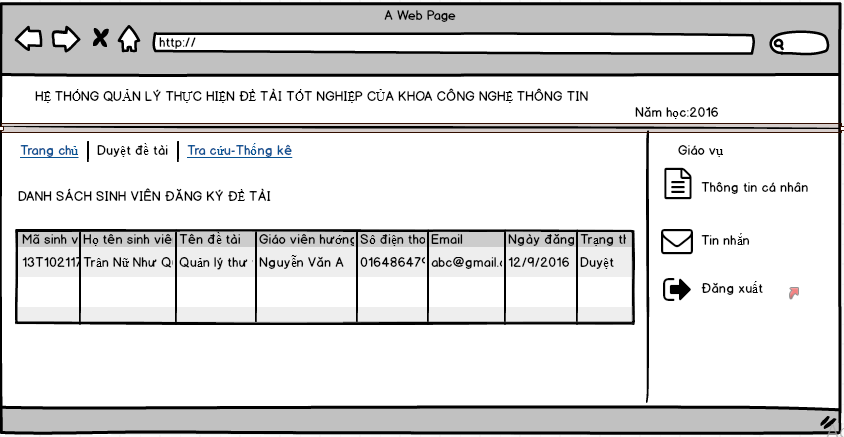 A Web Page
http://
HỆ THỐNG QUẢN LÝ THỰC HIỆN ĐỀ TÀI TỐT NGHIỆP CỦA KHOA CÔNG NGHỆ THÔNG TIN
Năm học:2016
Trang chủ Duyệt đề tài Tra cứu-Thống kê
Giáo vụ
Thông tin cá nhân
DANH SÁCH SINH VIÊN ĐĂNG KÝ ĐỀ TÀI
Mã sinh v Họ tên sinh viê Tên đề tài Giáo viên hướng Số điện tho Email Ngày đăng Trạng th
13T102117 Trần Nữ Như Q Quản lý thư Nguyễn Văn A 016486479 abc@gmail.c 12/9/2016 Duyệt
Tin nhắn
Đăng xuất